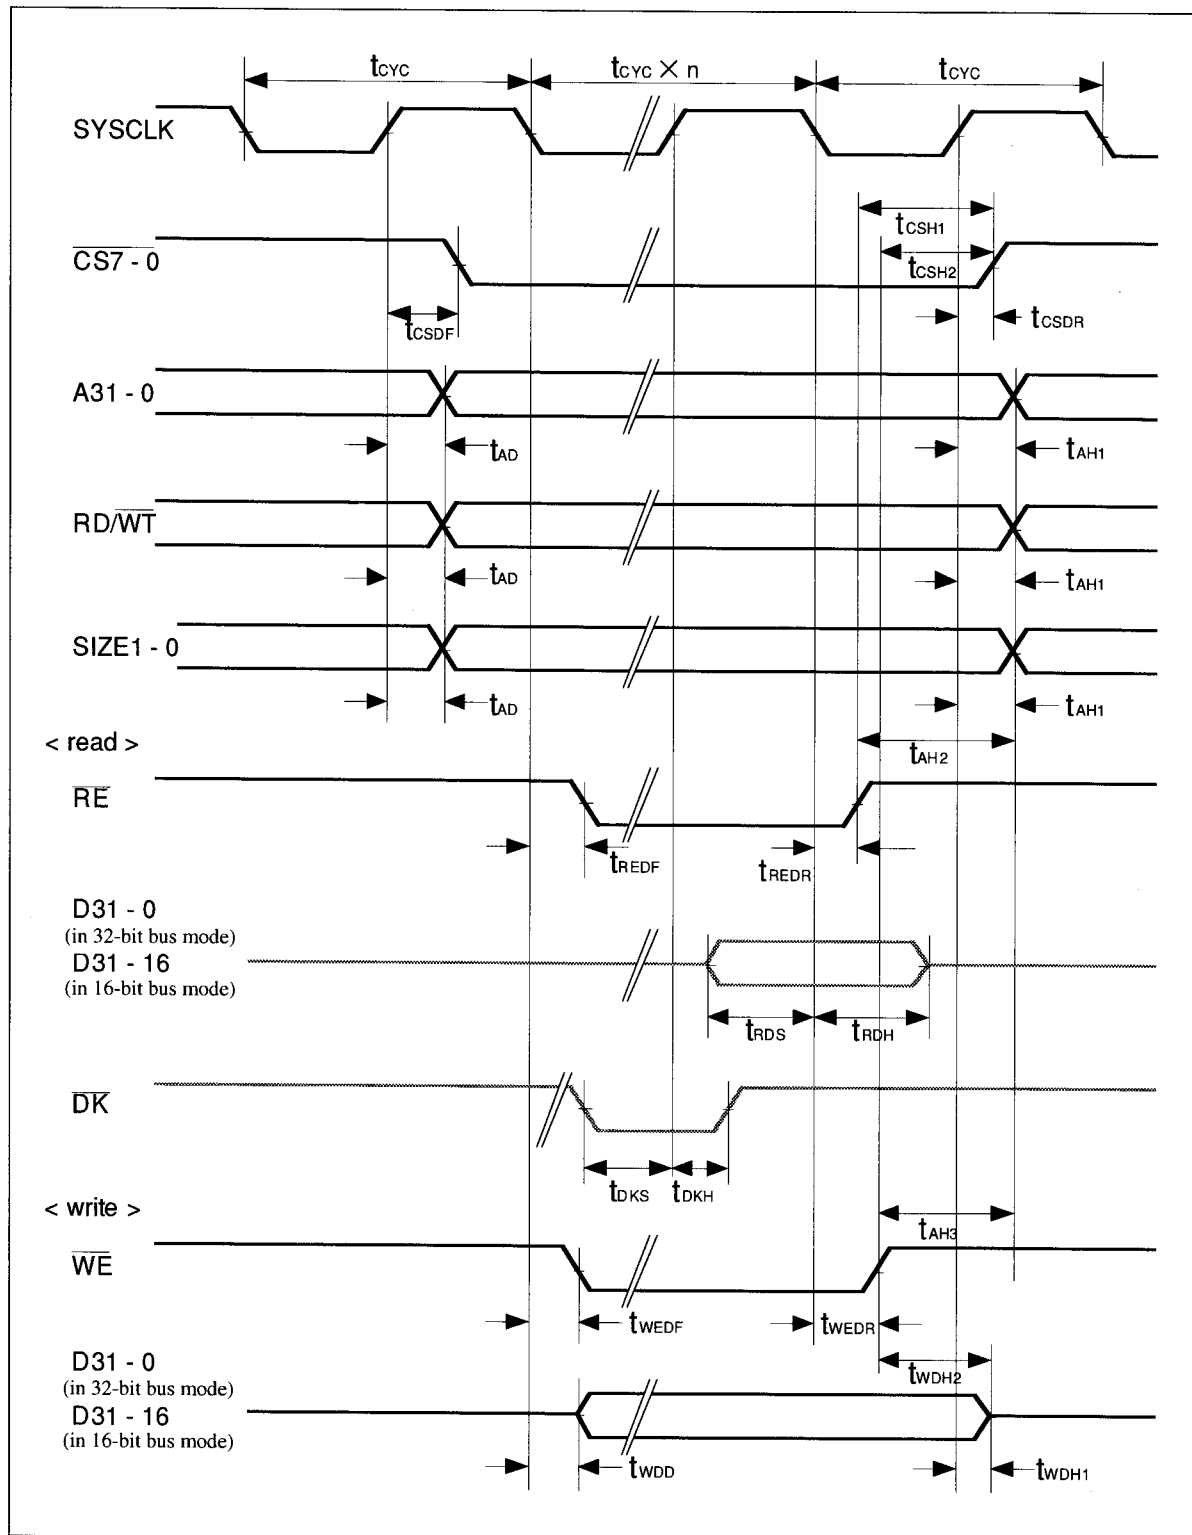 tCYC tCYC × n tCYC
SYSCLK
tCSH1
CS7 - 0
tCSH2
tCSDF tCSDR
A31 - 0
tAD tAH1
RD/WT
tAD tAH1
SIZE1 - 0
tAD tAH1
< read >
tAH2
RE
tREDF tREDR
D31 - 0
(in 32-bit bus mode)
D31 - 16
(in 16-bit bus mode)
tRDS tRDH
DK
tDKS tDKH
< write >
tAH3
WE
tWEDF tWEDR
D31 - 0
tWDH2
(in 32-bit bus mode)
D31 - 16
(in 16-bit bus mode)
tWDD tWDH1